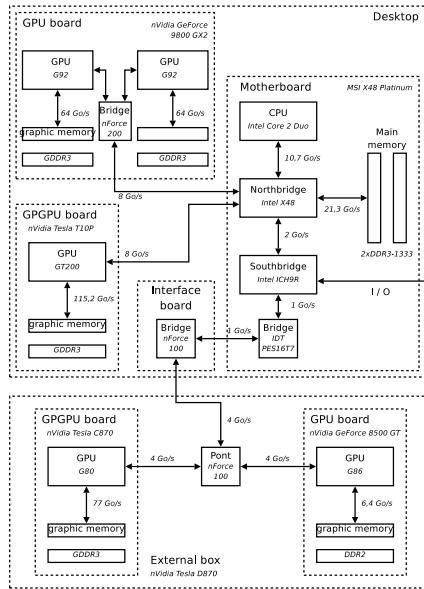 GPU board
nVidia GeForce
9800 GX2
Desktop
GPU
G92
GPU
G92
64 Go/s
64 Go/s
Bridge
nForce
200
graphic memory
GDDR3
GDDR3
8 Go/s
Motherboard
MSI X48 Platinum
CPU
Intel Core 2 Duo
10,7 Go/s
Main
memory
Northbridge
Intel X48
21,3 Go/s
2xDDR3-1333
2 Go/s
Southbridge
Intel ICH9R
I / O
1 Go/s
Bridge
IDT
PES16T7
GPGPU board
nVidia Tesla T10P
8 Go/s
GPU
GT200
115,2 Go/s
graphic memory
GDDR3
Interface
board
Bridge
nForce
100
1 Go/s
4 Go/s
GPGPU board
nVidia Tesla C870
GPU
G80
77 Go/s
graphic memory
GDDR3
4 Go/s
Pont
nForce
100
4 Go/s
GPU board
nVidia GeForce 8500 GT
GPU
G86
6,4 Go/s
graphic memory
DDR2
External box
nVidia Tesla D870